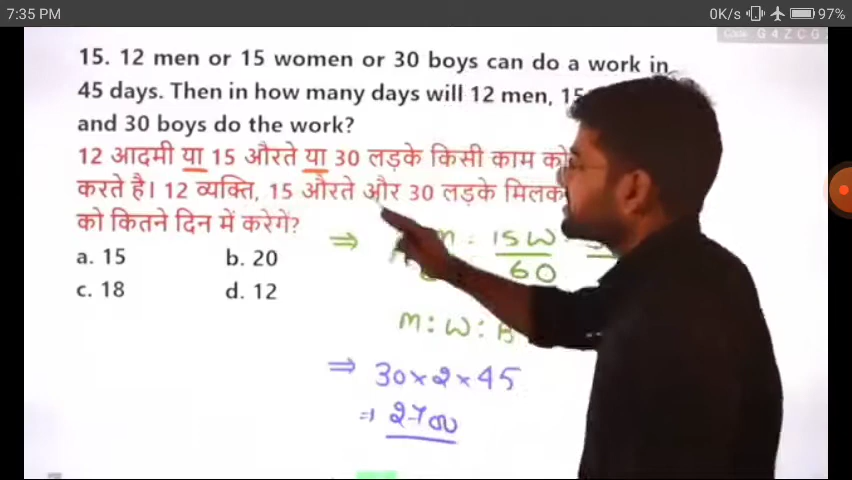 7:35 PM
0K/s 97%
Code G 4 Z C G
15. 12 men or 15 women or 30 boys can do a work in
45 days. Then in how many days will 12 men, 15
and 30 boys do the work?
12 आदमी या 15 औरते या 30 लड़के किसी काम को
करते है। 12 व्यक्ति, 15 औरते और 30 लड़के मिलक
को कितने दिन में करेगे?
a. 15 b. 20
c. 18 d. 12
⇒ m = 15W
60
m : W : B
⇒ 30×2×45
⇒ 2700